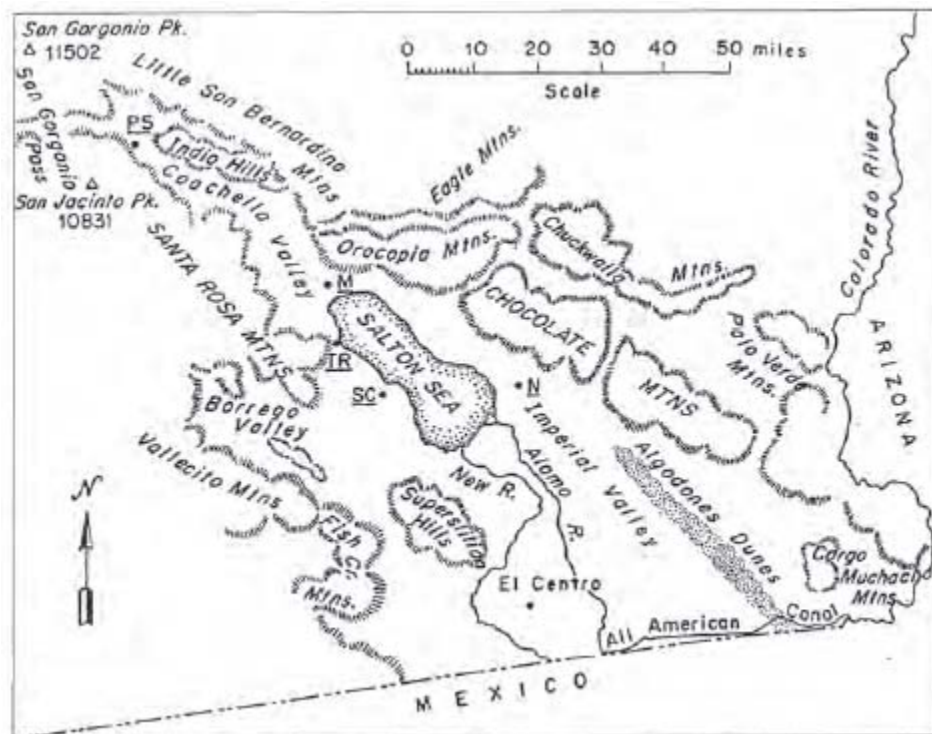 San Gorgonio Pk.
11502
0 10 20 30 40 50 miles
Scale
Little San Bernardino
Mtns
San Gorgonio
Pass
PS
Indio Hills
Coachella
Valley
San Jacinto Pk.
10831
Eagle Mtns.
Orocopia Mtns.
Chuckwalla
Mtns.
Colorado River
ARIZONA
SANTA ROSA MTNS
M
SALTON SEA
CHOCOLATE
MTNS
Palo Verde
Mtns.
TR
SC
N
Borrego
Valley
Imperial
Valley
Vallecito Mtns
New R.
Alamo
R.
Algodones
Dunes
N
Fish
Cr.
Mtns.
Superstition
Hills
El Centro
Cargo
Muchacho
Mtns
All American Canal
MEXICO